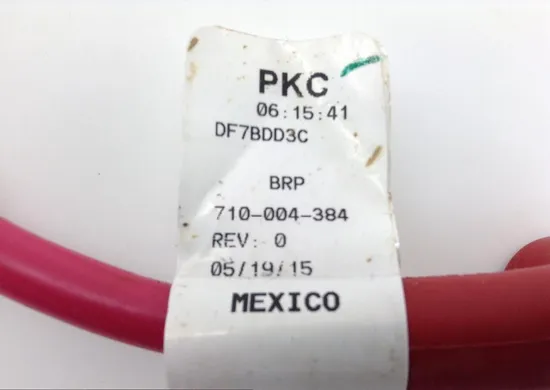 PKC
06:15:41
DF7BDD3C
BRP
710-004-384
REV: 0
05/19/15
MEXICO